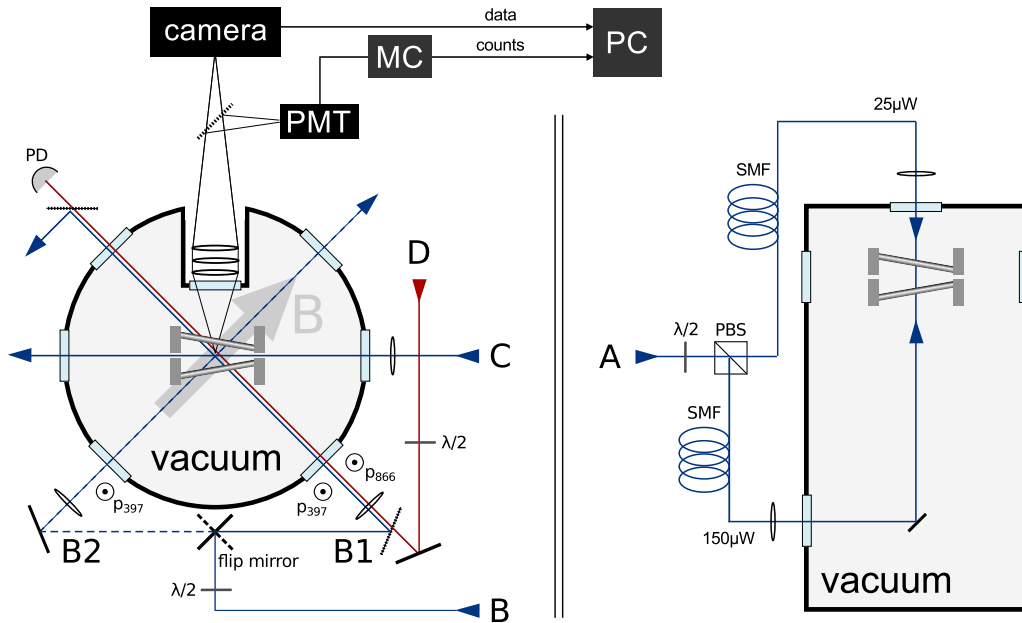 camera
data
MC
counts
PC
PMT
PD
D
B
C
λ/2
vacuum
p866
p397
p397
B2
B1
flip mirror
λ/2
B
25µW
SMF
A
λ/2
PBS
SMF
150µW
vacuum